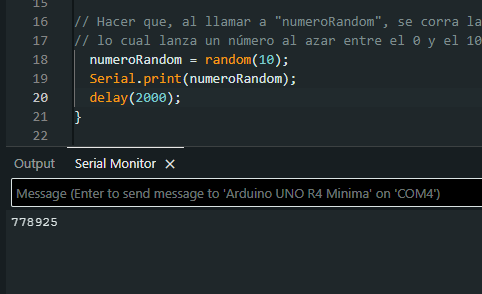 15
16 // Hacer que, al llamar a "numeroRandom", se corra la
17 // lo cual lanza un número al azar entre el 0 y el 10
18 numeroRandom = random(10);
19 Serial.print(numeroRandom);
20 delay(2000);
21 }
22
Output Serial Monitor
Message (Enter to send message to 'Arduino UNO R4 Minima' on 'COM4')
778925